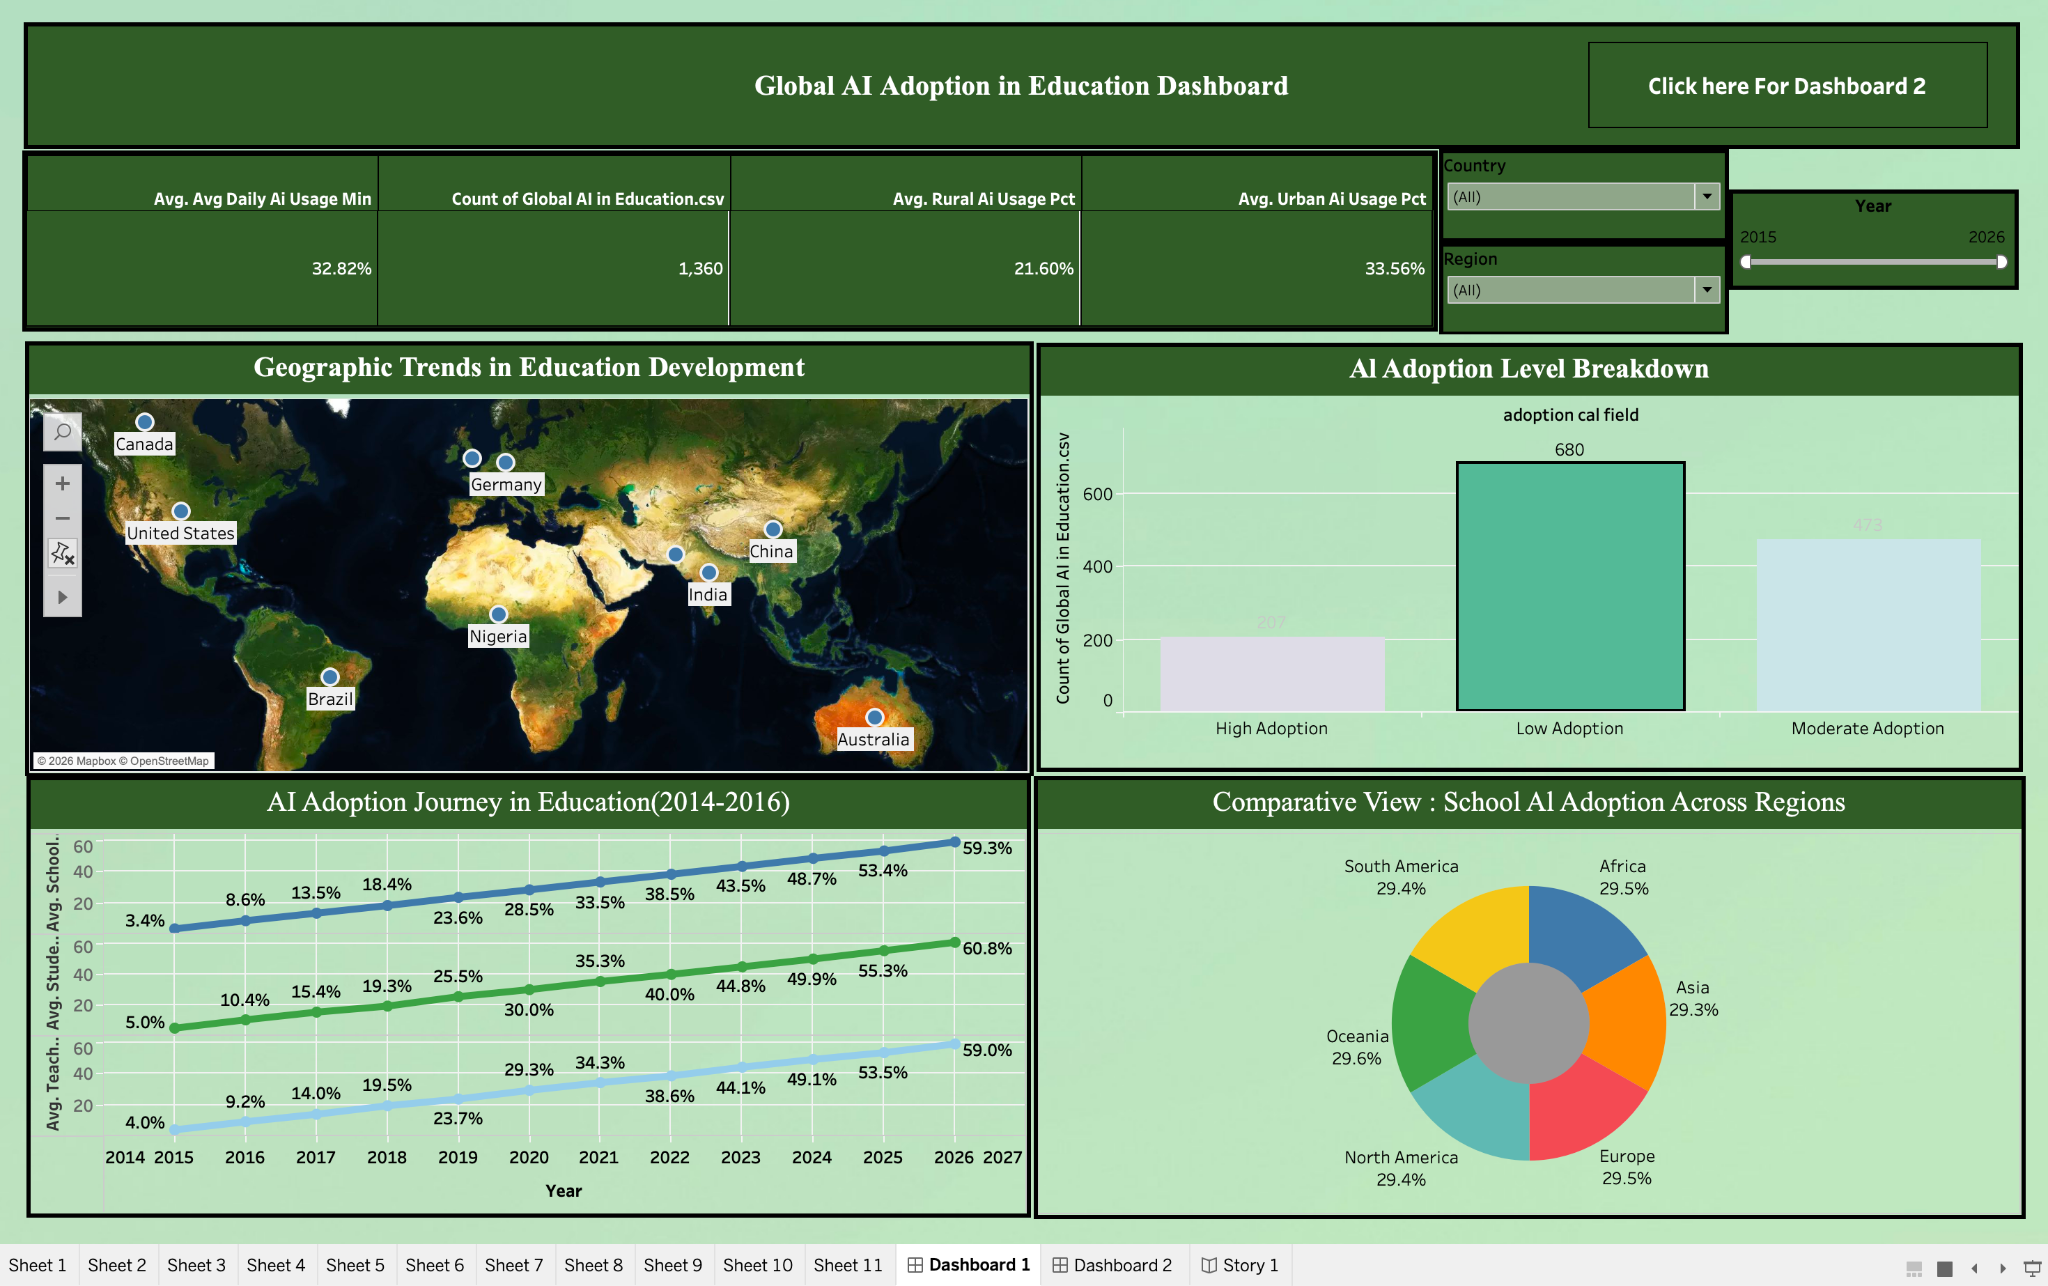 Global AI Adoption in Education Dashboard
Click here For Dashboard 2
Avg. Avg Daily Ai Usage Min
Count of Global AI in Education.csv
Avg. Rural Ai Usage Pct
Avg. Urban Ai Usage Pct
32.82%
1,360
21.60%
33.56%
Country
(All)
Region
(All)
Year
2015
2026
Geographic Trends in Education Development
Canada
United States
Germany
China
India
Nigeria
Brazil
Australia
© 2026 Mapbox © OpenStreetMap
Al Adoption Level Breakdown
adoption cal field
Count of Global AI in Education.csv
600
400
200
0
207
680
473
High Adoption
Low Adoption
Moderate Adoption
AI Adoption Journey in Education(2014-2016)
Avg. School..
60
40
20
3.4%
8.6%
13.5%
18.4%
23.6%
28.5%
33.5%
38.5%
43.5%
48.7%
53.4%
59.3%
Avg. Stude..
60
40
20
5.0%
10.4%
15.4%
19.3%
25.5%
30.0%
35.3%
40.0%
44.8%
49.9%
55.3%
60.8%
Avg. Teach..
60
40
20
4.0%
9.2%
14.0%
19.5%
23.7%
29.3%
34.3%
38.6%
44.1%
49.1%
53.5%
59.0%
2014 2015 2016 2017 2018 2019 2020 2021 2022 2023 2024 2025 2026 2027
Year
Comparative View : School Al Adoption Across Regions
South America
29.4%
Africa
29.5%
Asia
29.3%
Oceania
29.6%
North America
29.4%
Europe
29.5%
Sheet 1 Sheet 2 Sheet 3 Sheet 4 Sheet 5 Sheet 6 Sheet 7 Sheet 8 Sheet 9 Sheet 10 Sheet 11 Dashboard 1 Dashboard 2 Story 1